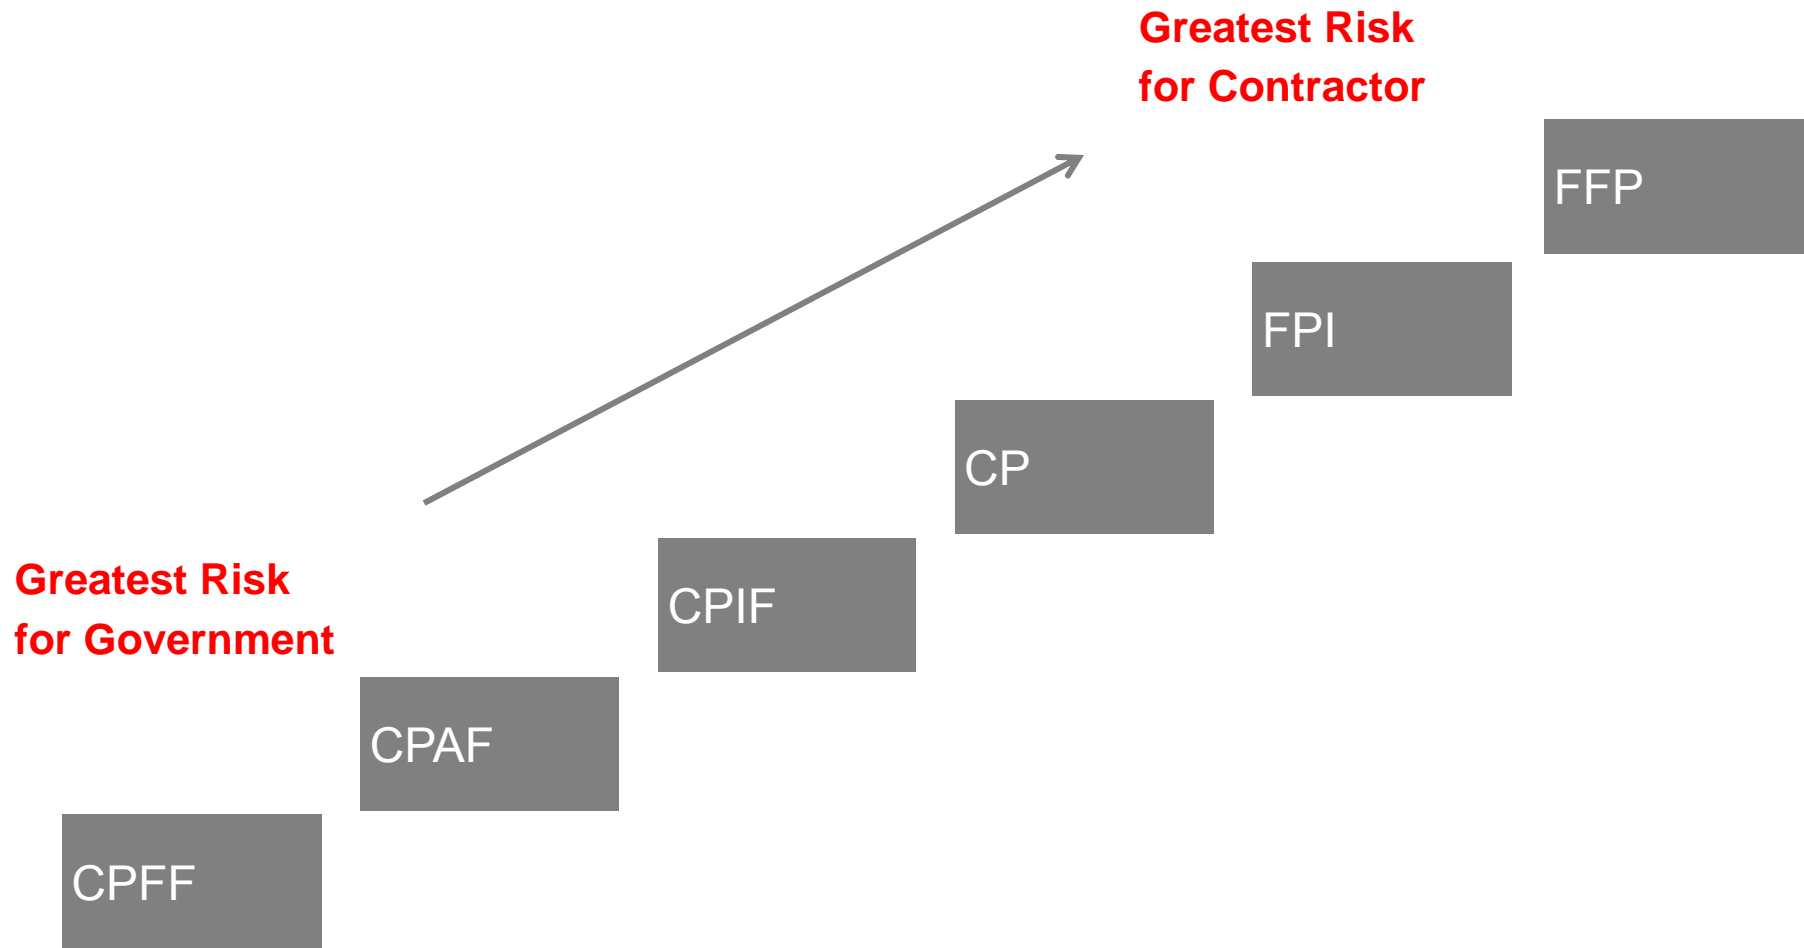 Greatest Risk
for Contractor
FFP
FPI
CP
CPIF
Greatest Risk
for Government
CPAF
CPFF